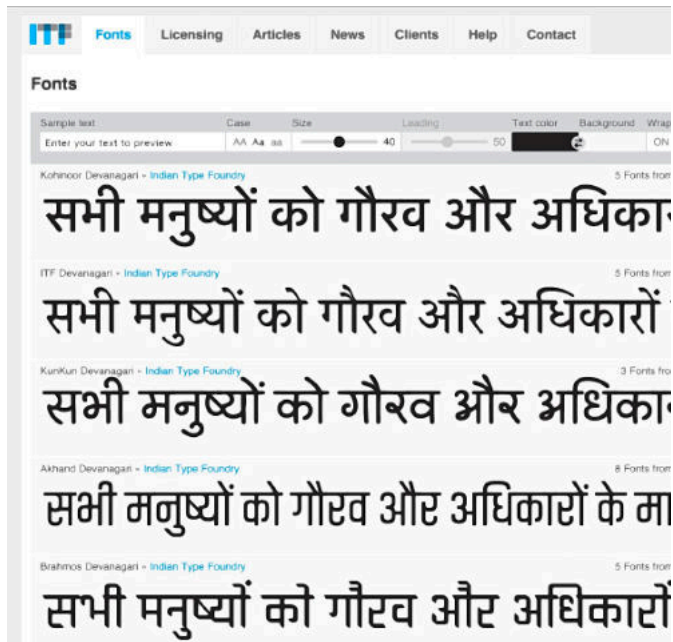 ITF Fonts Licensing Articles News Clients Help Contact
Fonts
Sample text Case Size Leading Text color Background Wrap
Enter your text to preview AA Aa aa 40 50 ON
Kohinoor Devanagari - Indian Type Foundry 5 Fonts from
सभी मनुष्यों को गौरव और अधिकार
ITF Devanagari - Indian Type Foundry 5 Fonts from
सभी मनुष्यों को गौरव और अधिकारों
KunKun Devanagari - Indian Type Foundry 3 Fonts fro
सभी मनुष्यों को गौरव और अधिकार
Akhand Devanagari - Indian Type Foundry 8 Fonts from
सभी मनुष्यों को गौरव और अधिकारों के मा
Brahmos Devanagari - Indian Type Foundry 5 Fonts from
सभी मनुष्यों को गौरव और अधिकारों